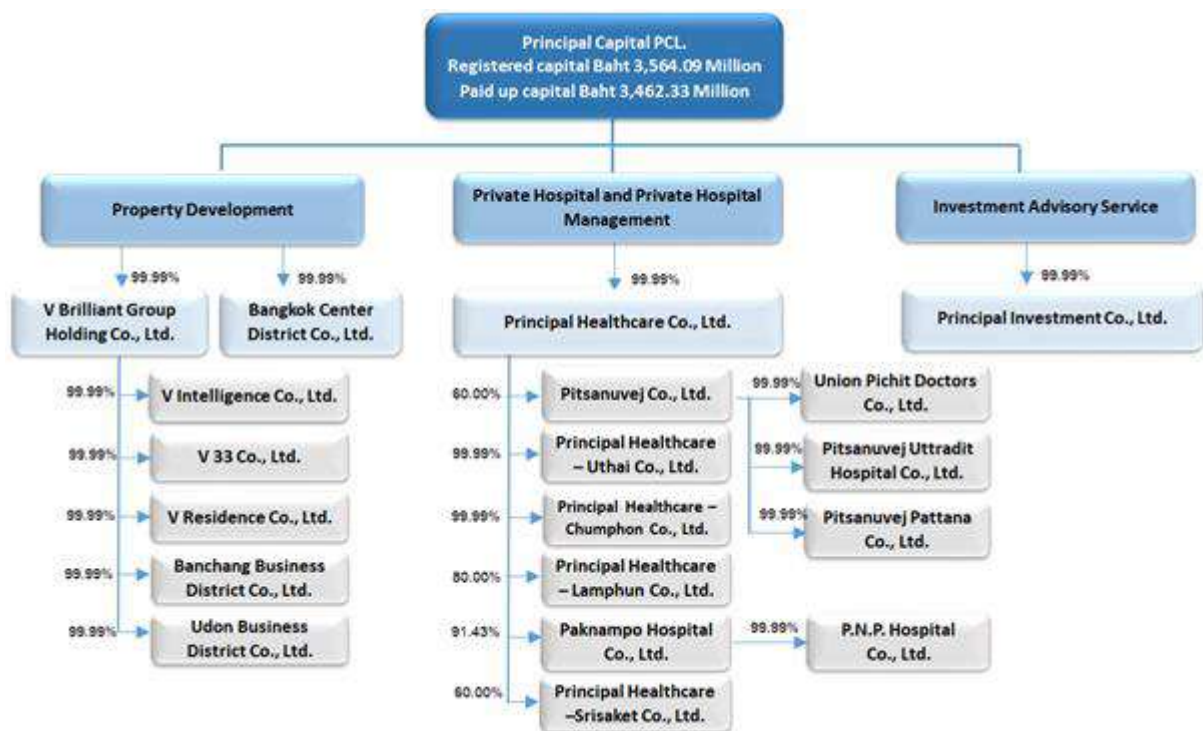 Principal Capital PCL.
Registered capital Baht 3,564.09 Million
Paid up capital Baht 3,462.33 Million
Property Development
Private Hospital and Private Hospital
Management
Investment Advisory Service
99.99%
99.99%
99.99%
99.99%
V Brilliant Group
Holding Co., Ltd.
Bangkok Center
District Co., Ltd.
Principal Healthcare Co., Ltd.
Principal Investment Co., Ltd.
99.99%
V Intelligence Co., Ltd.
99.99%
V 33 Co., Ltd.
99.99%
V Residence Co., Ltd.
99.99%
Banchang Business
District Co., Ltd.
99.99%
Udon Business
District Co., Ltd.
60.00%
Pitsanuvej Co., Ltd.
99.99%
Union Pichit Doctors
Co., Ltd.
99.99%
Pitsanuvej Uttradit
Hospital Co., Ltd.
99.99%
Pitsanuvej Pattana
Co., Ltd.
99.99%
Principal Healthcare
– Uthai Co., Ltd.
99.99%
Principal Healthcare –
Chumphon Co., Ltd.
80.00%
Principal Healthcare
– Lamphun Co., Ltd.
91.43%
Paknampo Hospital
Co., Ltd.
99.99%
P.N.P. Hospital
Co., Ltd.
60.00%
Principal Healthcare
–Srisaket Co., Ltd.